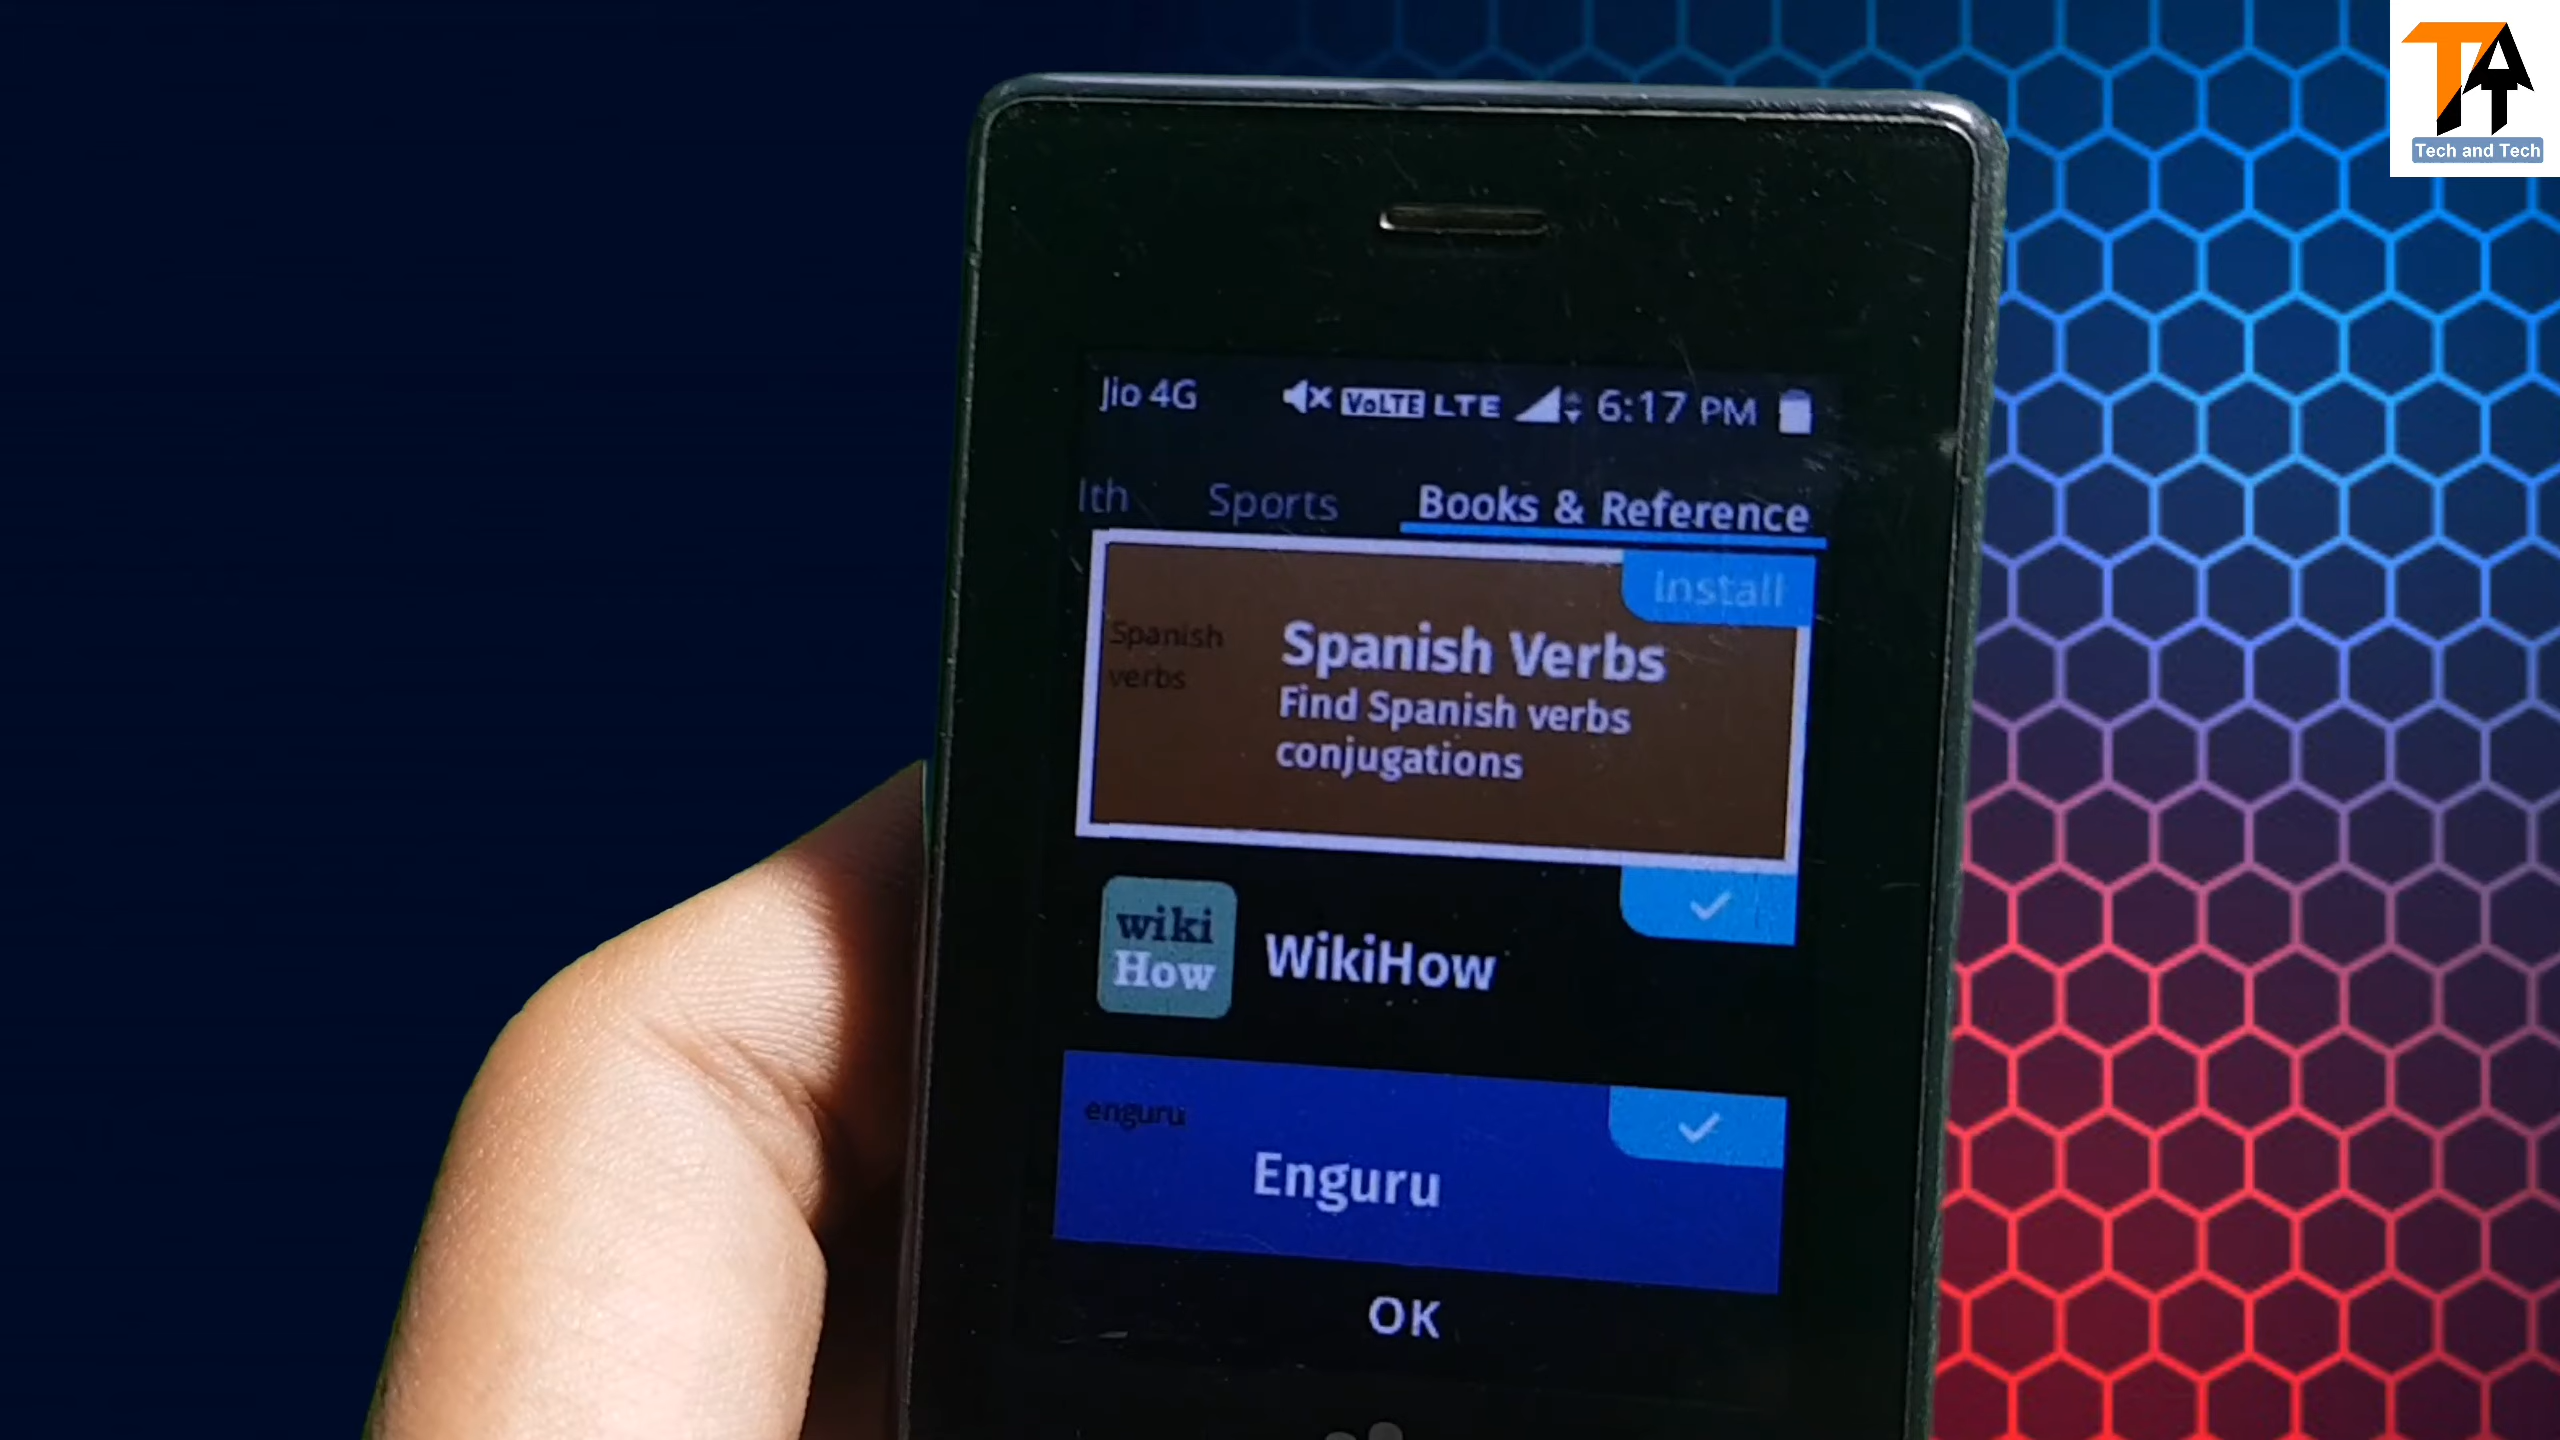 Tech and Tech
Jio 4G VoLTE LTE 6:17 PM
lth Sports Books & Reference
Install
Spanish
verbs
Spanish Verbs
Find Spanish verbs
conjugations
wiki
How
WikiHow
enguru
Enguru
OK